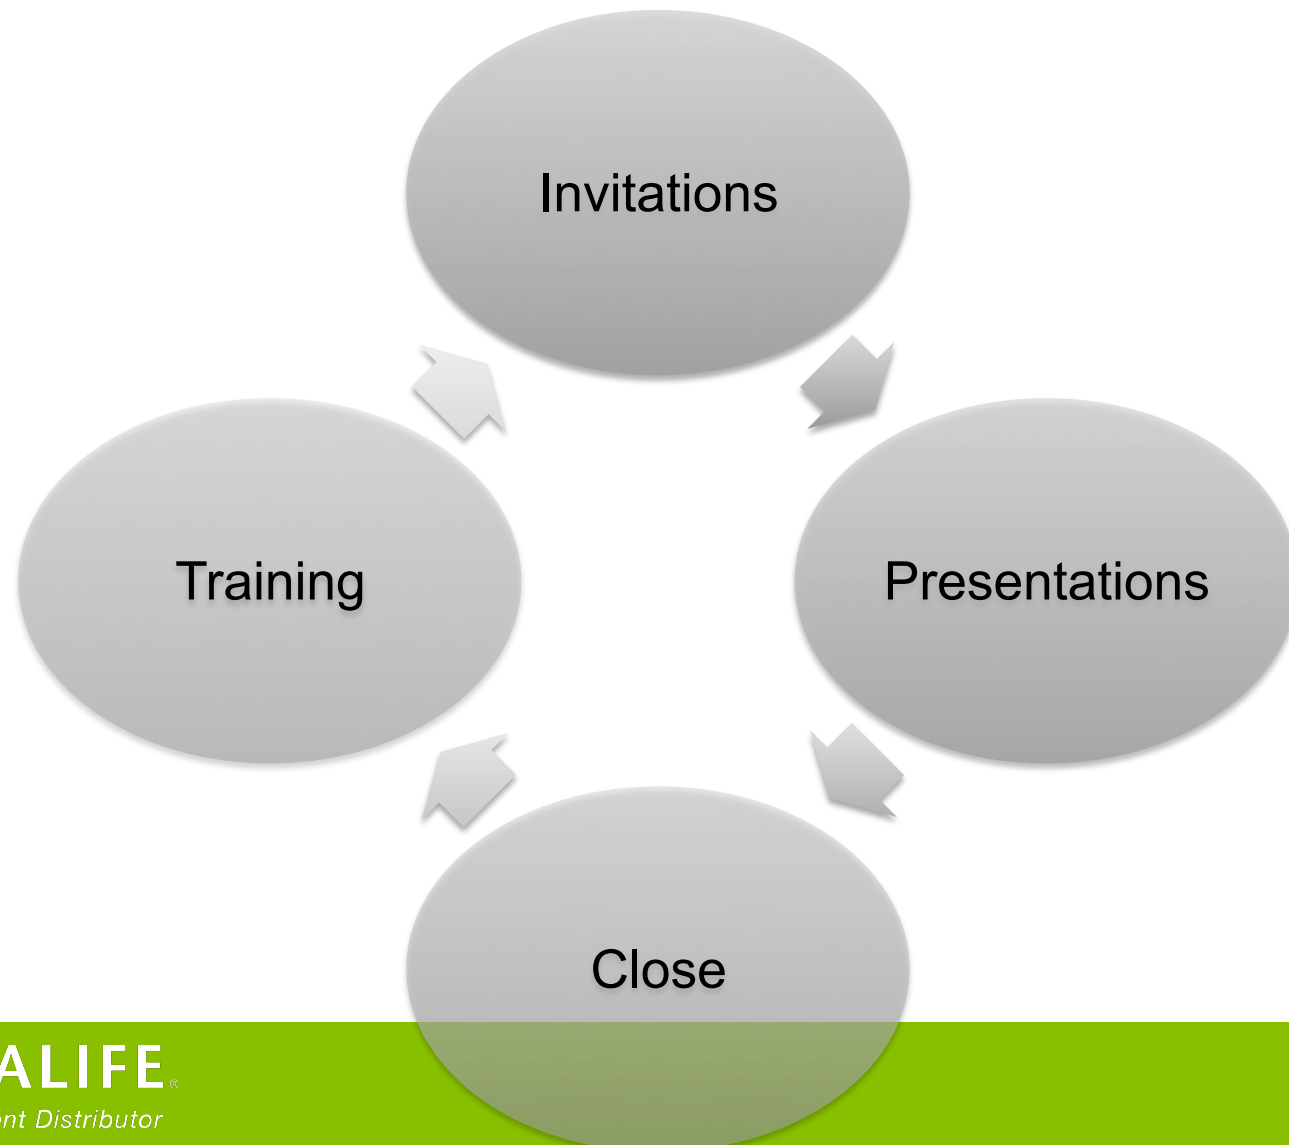 Invitations
Training
Presentations
Close
ALIFE®
nt Distributor